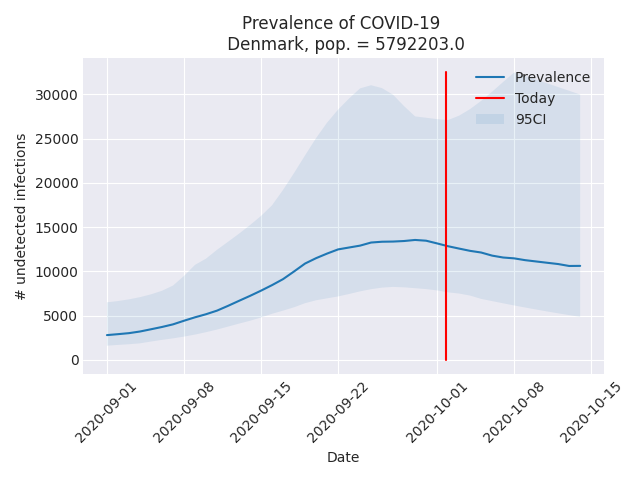 Prevalence of COVID-19
Denmark, pop. = 5792203.0
Prevalence
Today
95CI
# undetected infections
30000
25000
20000
15000
10000
5000
0
2020-09-01
2020-09-08
2020-09-15
2020-09-22
2020-10-01
2020-10-08
2020-10-15
Date